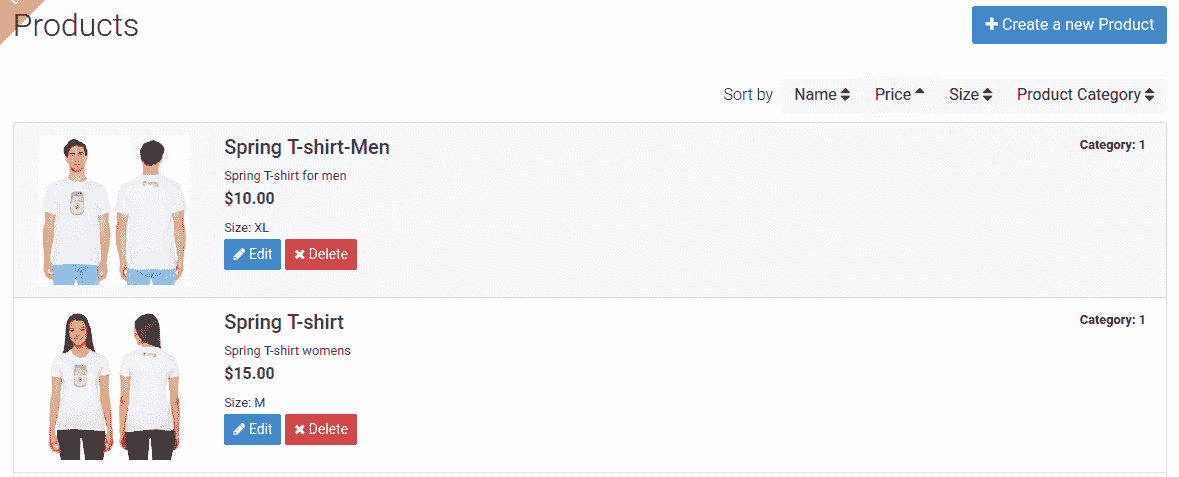 Products
Create a new Product
Sort by Name Price Size Product Category
Spring T-shirt-Men
Category: 1
Spring T-shirt for men
$10.00
Size: XL
Edit Delete
Spring T-shirt
Category: 1
Spring T-shirt womens
$15.00
Size: M
Edit Delete